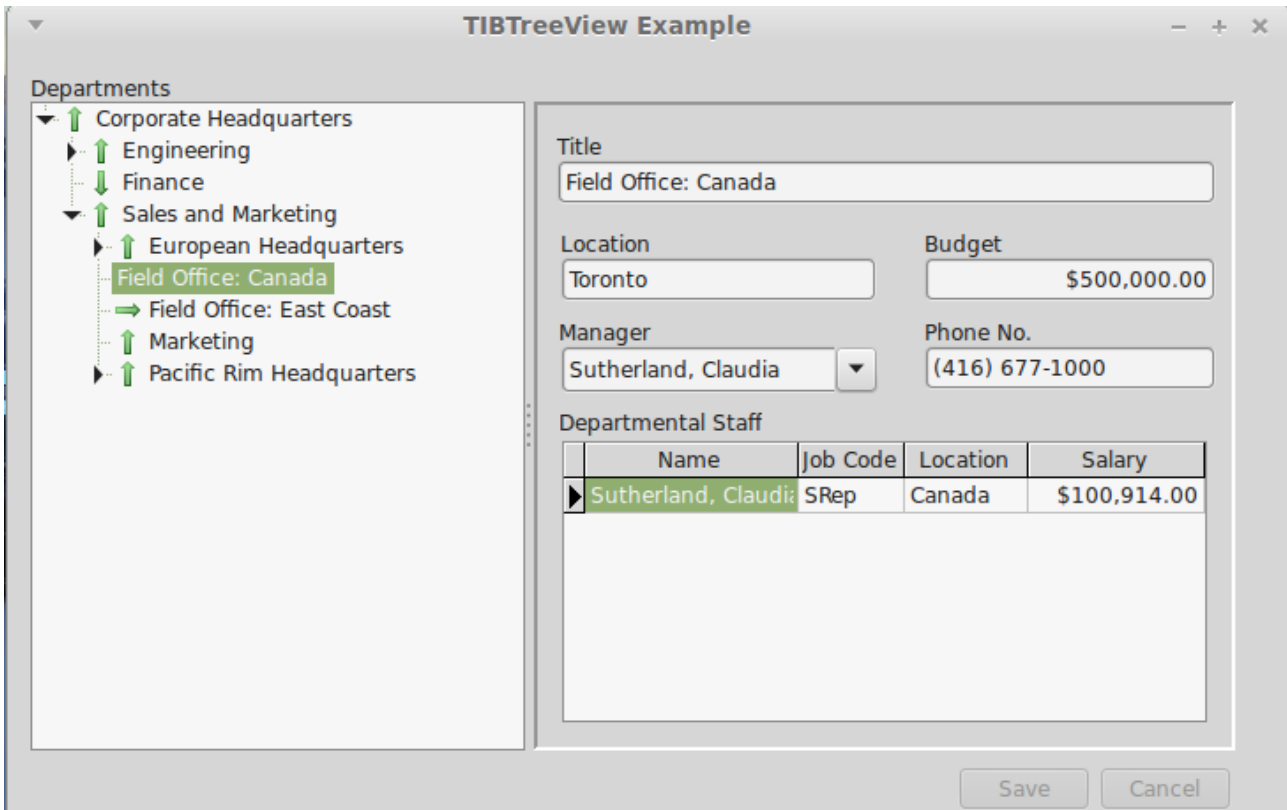 TIBTreeView Example
Departments
Corporate Headquarters
Engineering
Finance
Sales and Marketing
European Headquarters
Field Office: Canada
Field Office: East Coast
Marketing
Pacific Rim Headquarters
Title
Field Office: Canada
Location Budget
Toronto $500,000.00
Manager Phone No.
Sutherland, Claudia (416) 677-1000
Departmental Staff
Name Job Code Location Salary
Sutherland, Claudia SRep Canada $100,914.00
Save Cancel